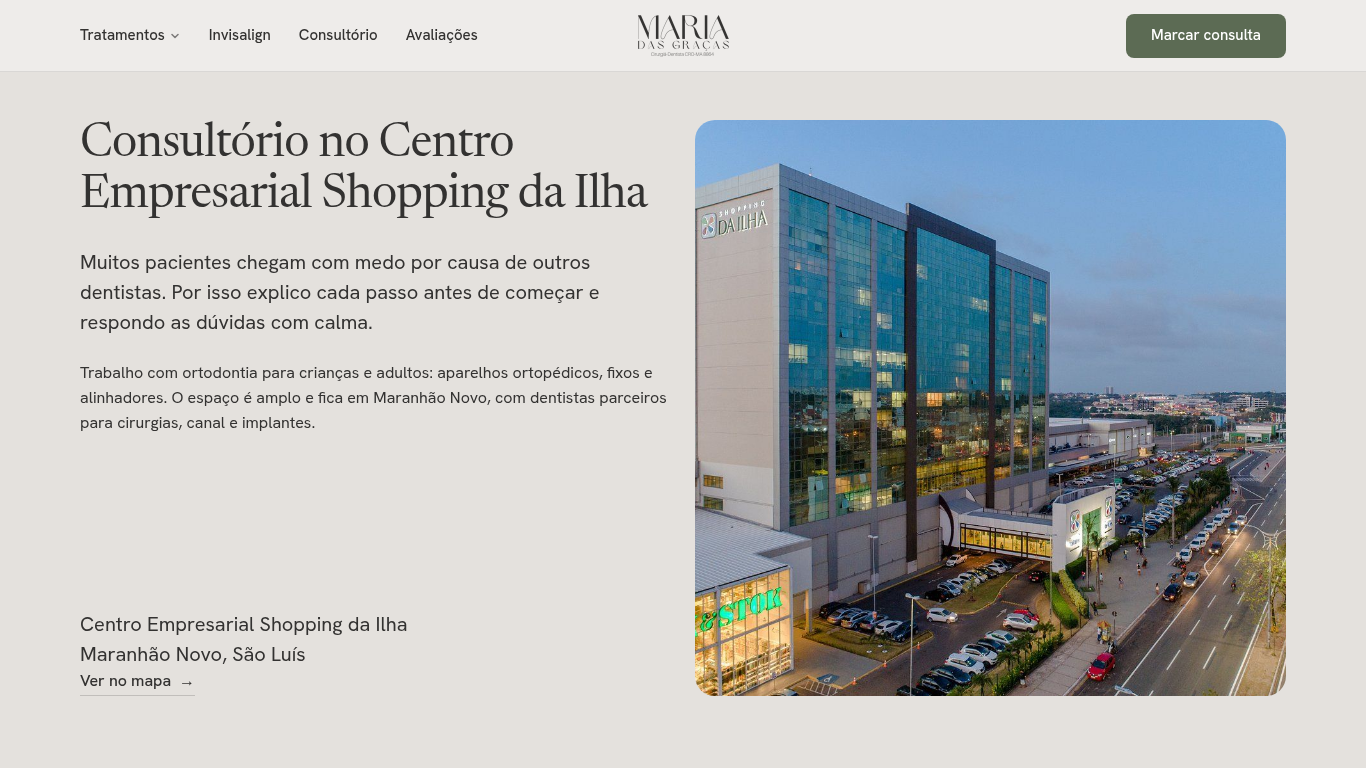 Tratamentos
Invisalign
Consultório
Avaliações
MARIA
DAS GRAÇAS
Marcar consulta
Consultório no Centro
Empresarial Shopping da Ilha
Muitos pacientes chegam com medo por causa de outros
dentistas. Por isso explico cada passo antes de começar e
respondo as dúvidas com calma.
Trabalho com ortodontia para crianças e adultos: aparelhos ortopédicos, fixos e
alinhadores. O espaço é amplo e fica em Maranhão Novo, com dentistas parceiros
para cirurgias, canal e implantes.
Centro Empresarial Shopping da Ilha
Maranhão Novo, São Luís
Ver no mapa →
SHOPPING
DA ILHA
& STOK